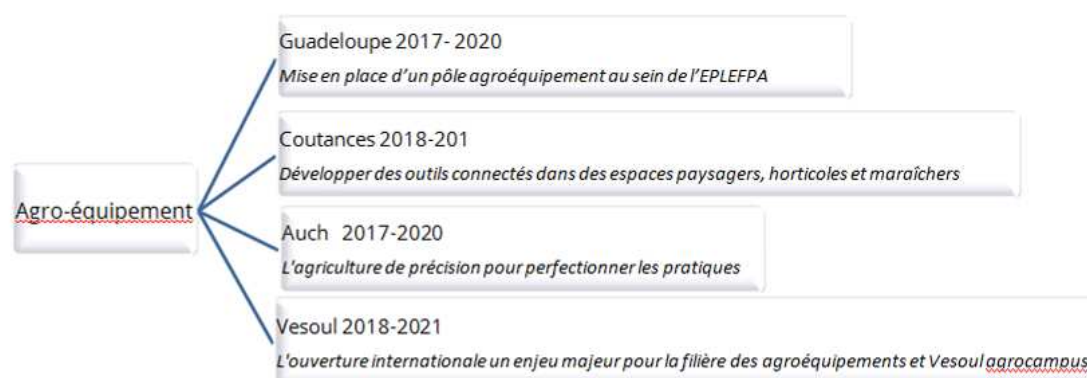 Guadeloupe 2017- 2020
Mise en place d'un pôle agroéquipement au sein de l'EPLEFPA
Coutances 2018-201
Développer des outils connectés dans des espaces paysagers, horticoles et maraîchers
Agro-équipement
Auch 2017-2020
L'agriculture de précision pour perfectionner les pratiques
Vesoul 2018-2021
L'ouverture internationale un enjeu majeur pour la filière des agroéquipements et Vesoul agrocampus